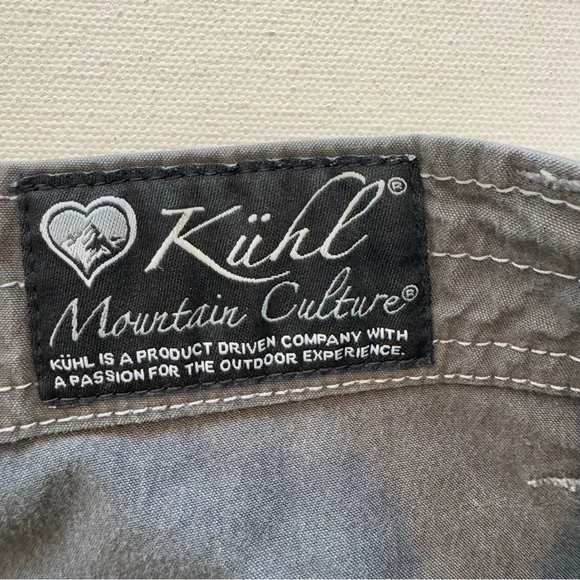 Kühl®
Mountain Culture®
KÜHL IS A PRODUCT DRIVEN COMPANY WITH
A PASSION FOR THE OUTDOOR EXPERIENCE.